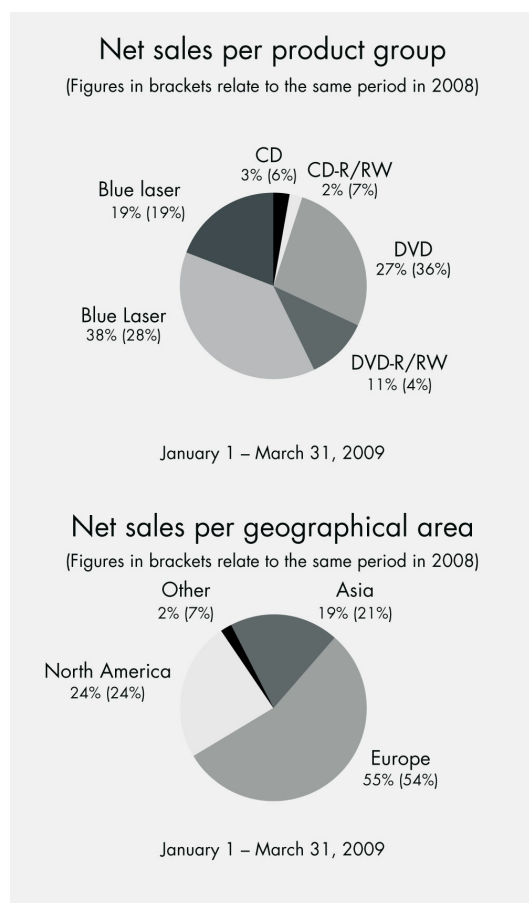 Net sales per product group
(Figures in brackets relate to the same period in 2008)
CD
3% (6%)
CD-R/RW
2% (7%)
Blue laser
19% (19%)
DVD
27% (36%)
Blue Laser
38% (28%)
DVD-R/RW
11% (4%)
January 1 – March 31, 2009
Net sales per geographical area
(Figures in brackets relate to the same period in 2008)
Other
2% (7%)
Asia
19% (21%)
North America
24% (24%)
Europe
55% (54%)
January 1 – March 31, 2009